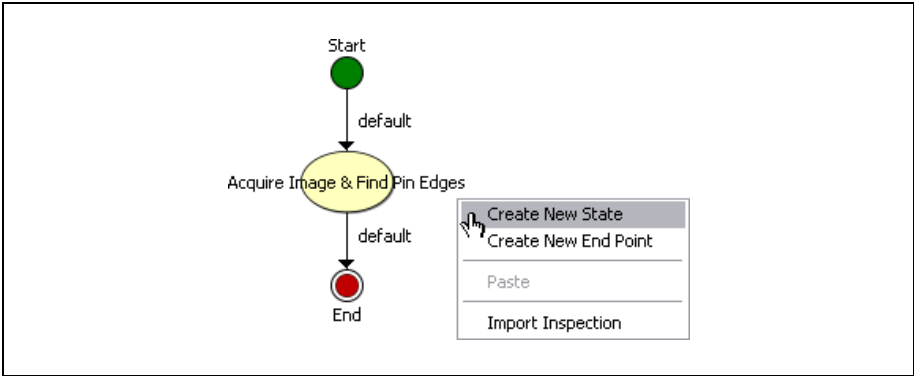 Start
default
Acquire Image & Find Pin Edges
default
End
Create New State
Create New End Point
Paste
Import Inspection